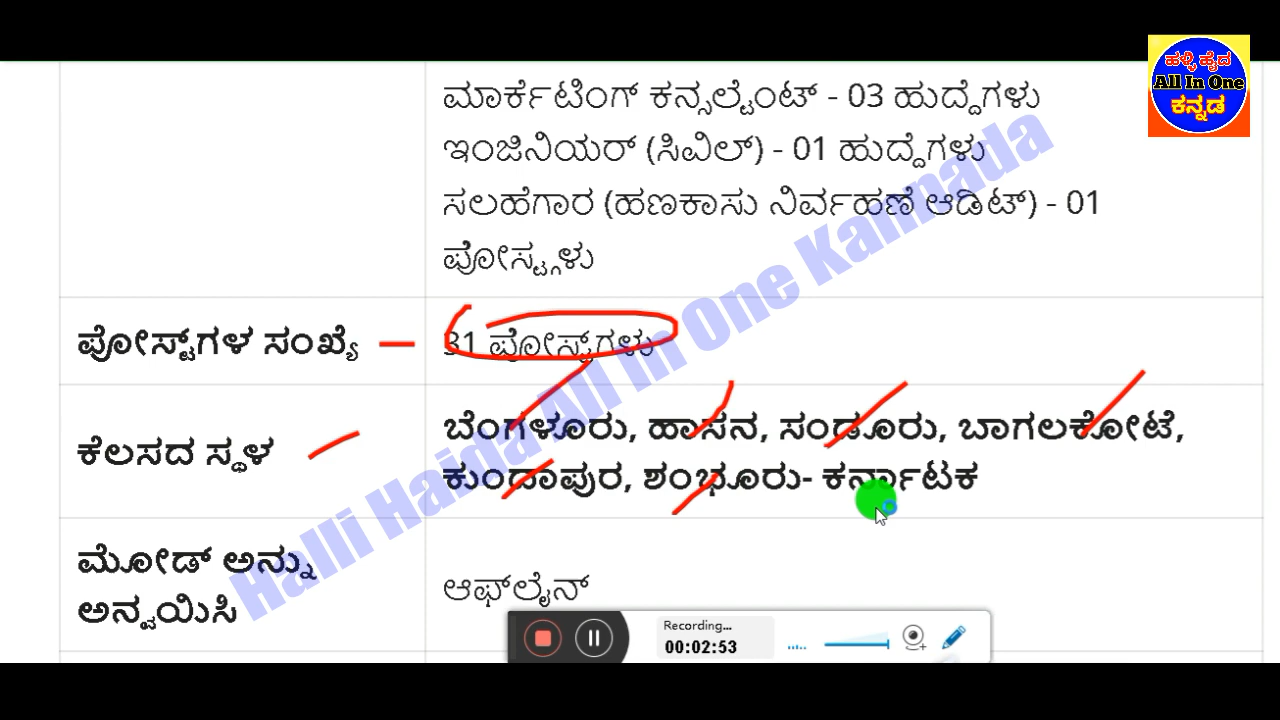 ಹಳ್ಳಿ ಹೈದ
All In One
ಕನ್ನಡ
ಮಾರ್ಕೆಟಿಂಗ್ ಕನ್ಸಲ್ಟೆಂಟ್ - 03 ಹುದ್ದೆಗಳು
ಇಂಜಿನಿಯರ್ (ಸಿವಿಲ್) - 01 ಹುದ್ದೆಗಳು
ಸಲಹೆಗಾರ (ಹಣಕಾಸು ನಿರ್ವಹಣೆ ಆಡಿಟ್) - 01
ಪೋಸ್ಟ್ಗಳು
ಪೋಸ್ಟ್‌ಗಳ ಸಂಖ್ಯೆ
31 ಪೋಸ್ಟ್‌ಗಳು
ಕೆಲಸದ ಸ್ಥಳ
ಬೆಂಗಳೂರು, ಹಾಸನ, ಸಂಡೂರು, ಬಾಗಲಕೋಟೆ,
ಕುಂದಾಪುರ, ಶಂಭೂರು- ಕರ್ನಾಟಕ
ಮೋಡ್ ಅನ್ನು
ಅನ್ವಯಿಸಿ
ಆಫ್‌ಲೈನ್
Halli Haida All In One Kannada
Recording...
00:02:53